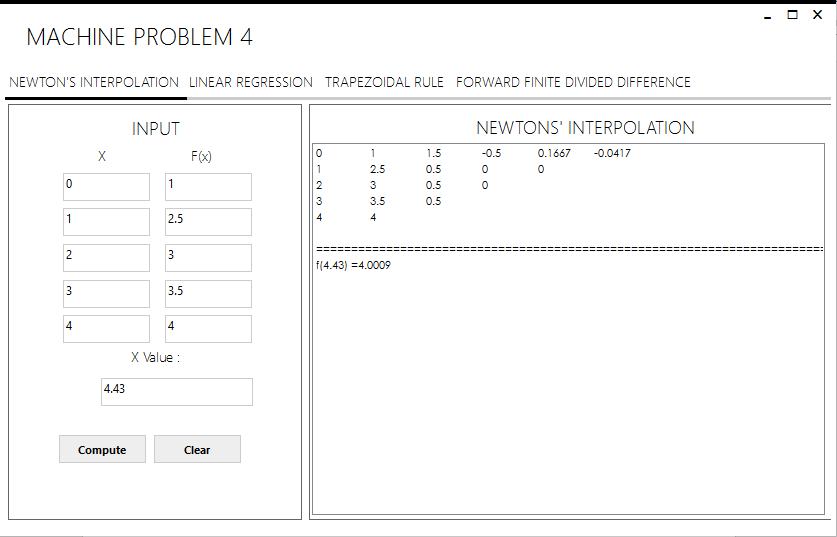 MACHINE PROBLEM 4
NEWTON'S INTERPOLATION LINEAR REGRESSION TRAPEZOIDAL RULE FORWARD FINITE DIVIDED DIFFERENCE
INPUT
X F(x)
0 1
1 2.5
2 3
3 3.5
4 4
X Value :
4.43
Compute Clear
NEWTONS' INTERPOLATION
0 1 1.5 -0.5 0.1667 -0.0417
1 2.5 0.5 0 0
2 3 0.5 0
3 3.5 0.5
4 4
=========================================================================
f(4.43) =4.0009